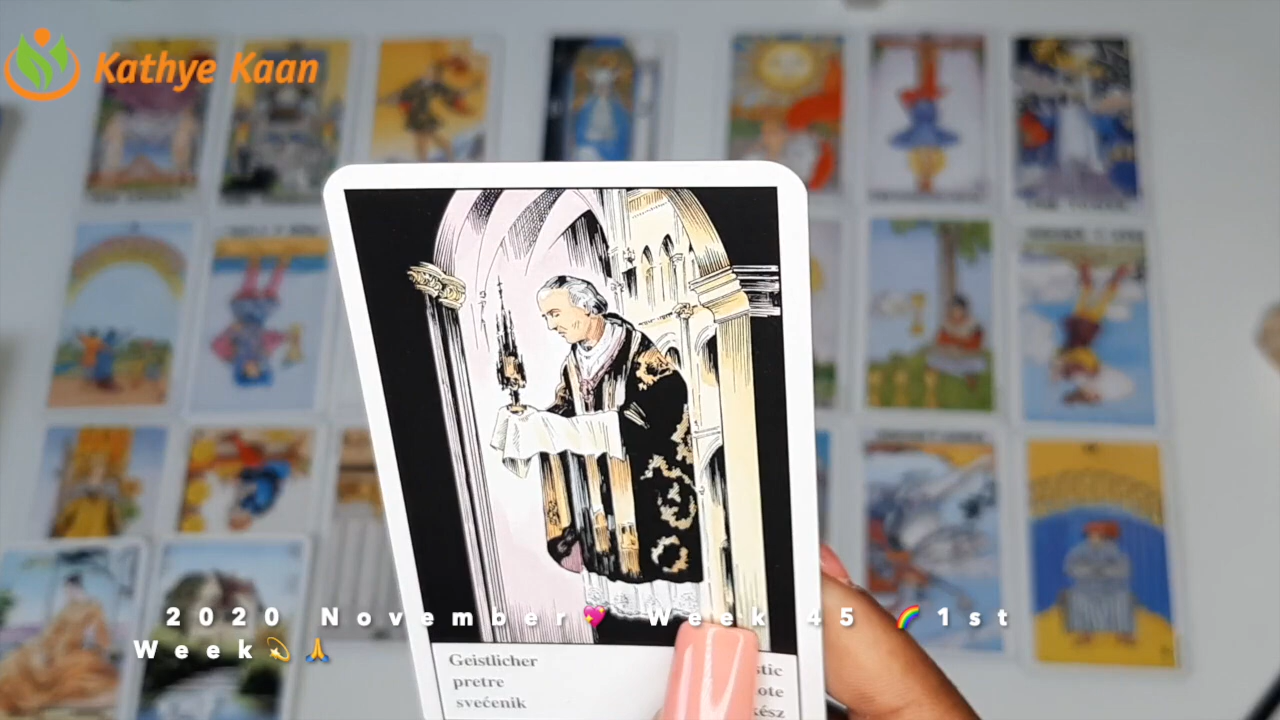 Kathye Kaan
2020 November💖 Week 45 🌈1st
Week💫🙏
Geistlicher
pretre
svećenik